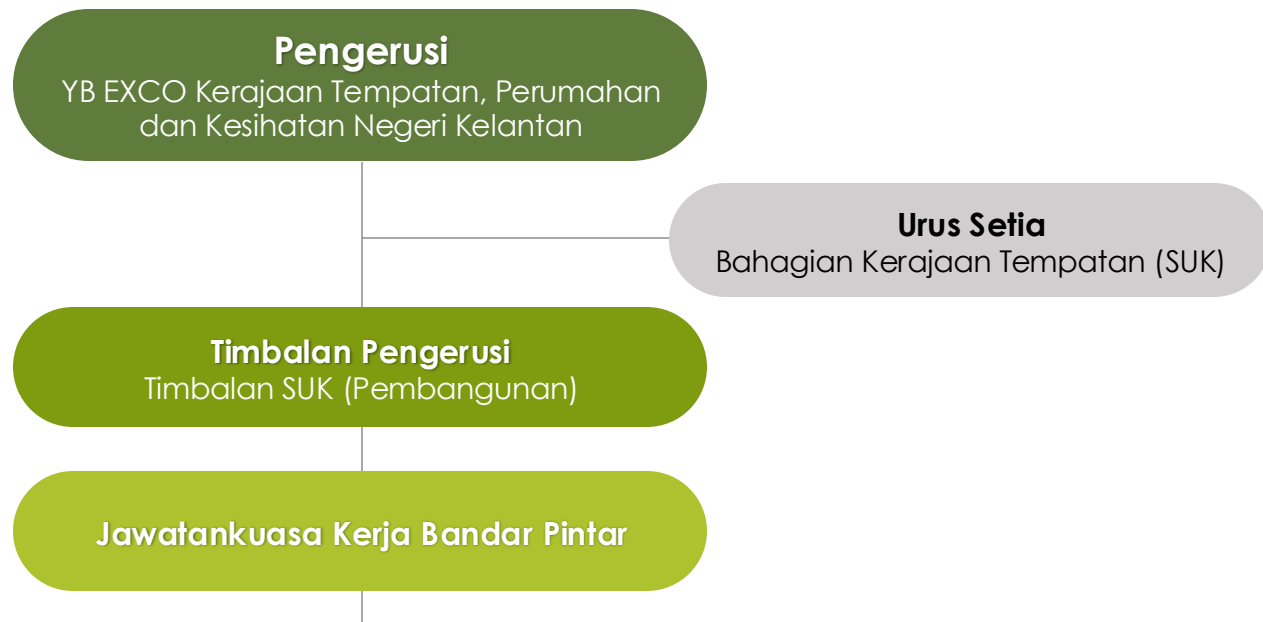 Pengerusi
YB EXCO Kerajaan Tempatan, Perumahan
dan Kesihatan Negeri Kelantan
Urus Setia
Bahagian Kerajaan Tempatan (SUK)
Timbalan Pengerusi
Timbalan SUK (Pembangunan)
Jawatankuasa Kerja Bandar Pintar